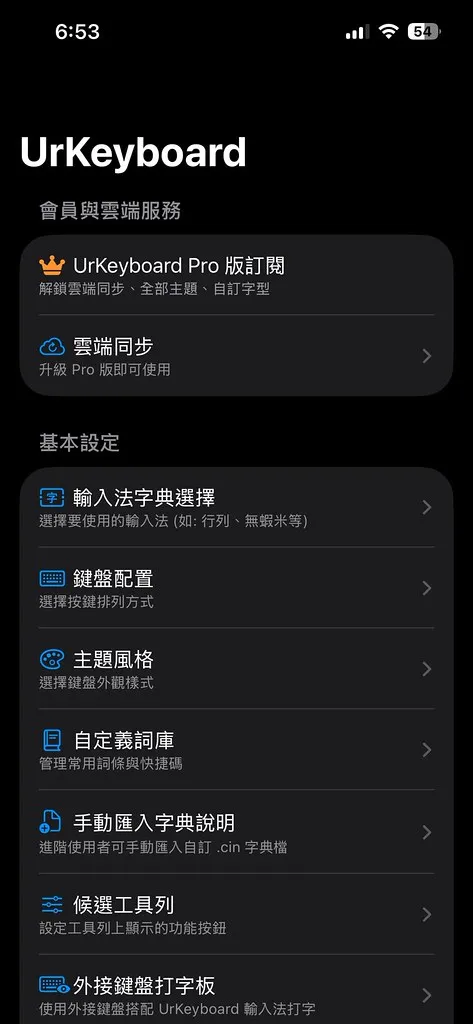 6:53
54
UrKeyboard
會員與雲端服務
UrKeyboard Pro 版訂閱
解鎖雲端同步、全部主題、自訂字型
雲端同步
升級 Pro 版即可使用
基本設定
字
輸入法字典選擇
選擇要使用的輸入法 (如: 行列、無蝦米等)
鍵盤配置
選擇按鍵排列方式
主題風格
選擇鍵盤外觀樣式
自定義詞庫
管理常用詞條與快捷碼
手動匯入字典說明
進階使用者可手動匯入自訂 .cin 字典檔
候選工具列
設定工具列上顯示的功能按鈕
外接鍵盤打字板
使用外接鍵盤搭配 UrKeyboard 輸入法打字